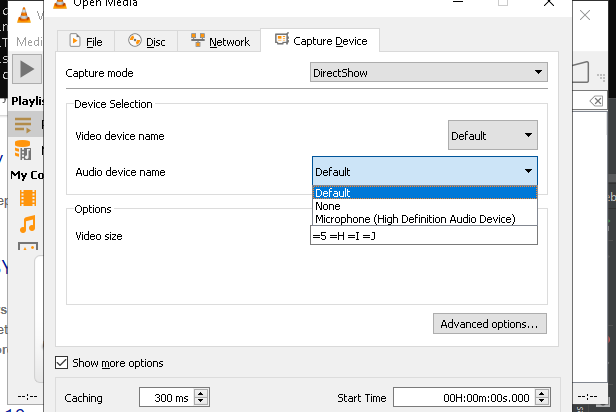 Open Media
Medi
File
Disc
Network
Capture Device
Capture mode
DirectShow
Playlis
Device Selection
Video device name
Default
Audio device name
Default
My Co
Default
None
Options
Microphone (High Definition Audio Device)
Video size
=5 =H =I =J
Advanced options...
Show more options
Caching
300 ms
Start Time
00H:00m:00s.000
--:--
--:--